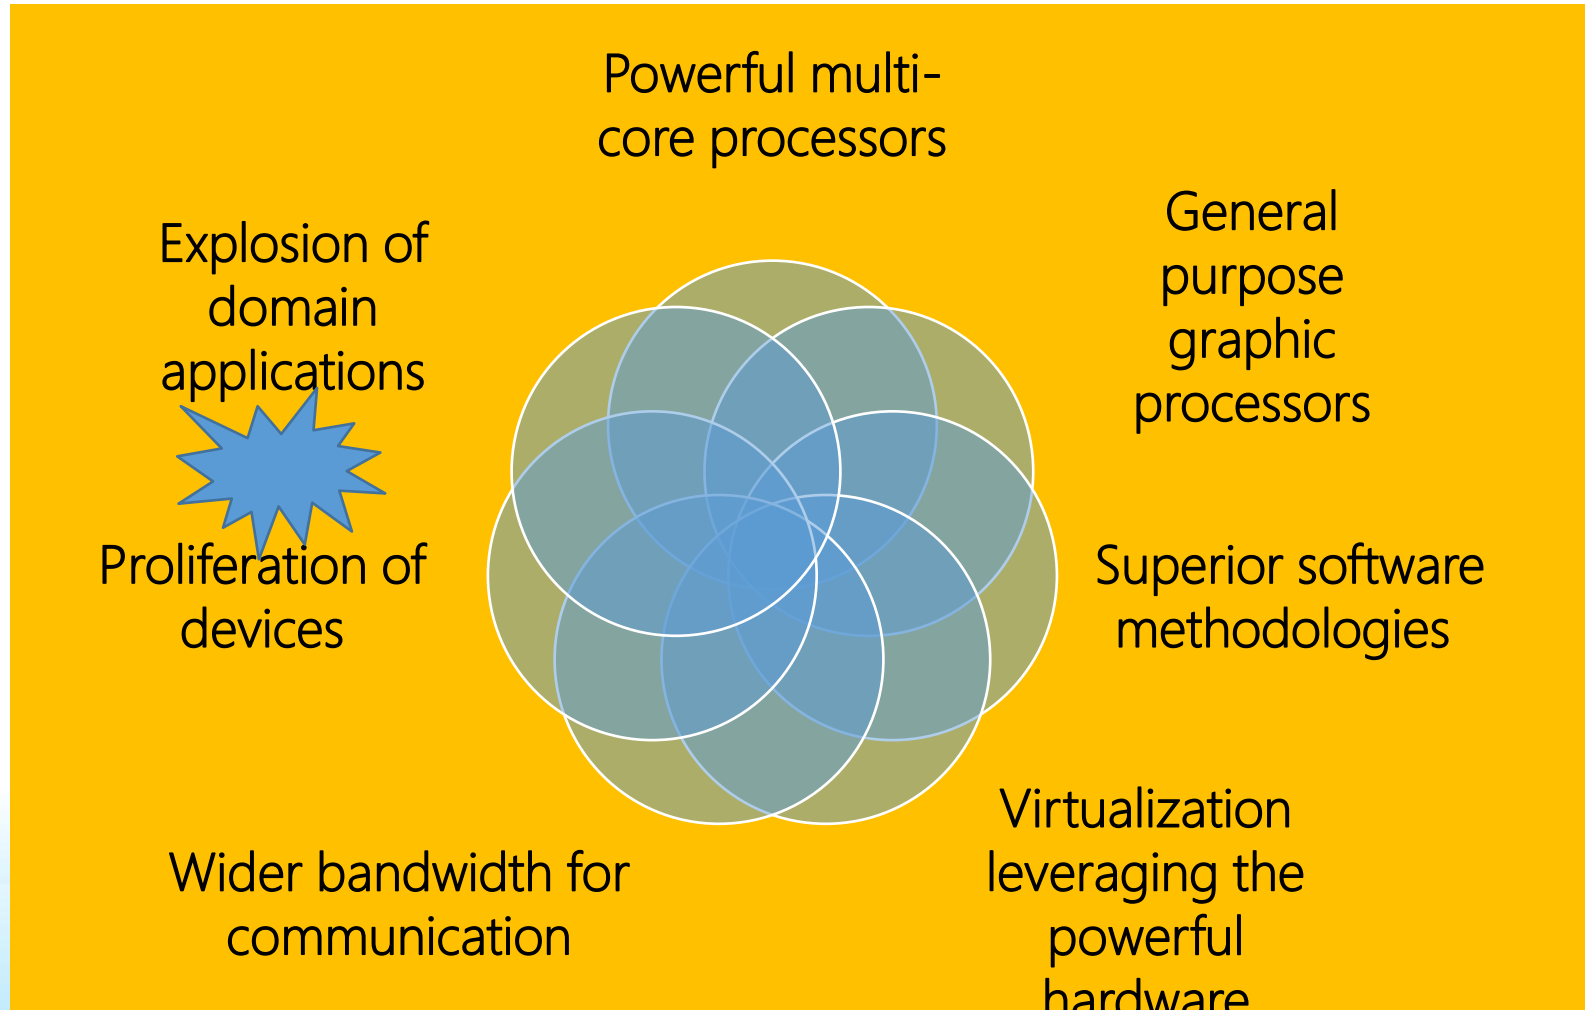 Powerful multi-
core processors
General
purpose
graphic
processors
Superior software
methodologies
Virtualization
leveraging the
powerful
hardware
Wider bandwidth for
communication
Proliferation of
devices
Explosion of
domain
applications